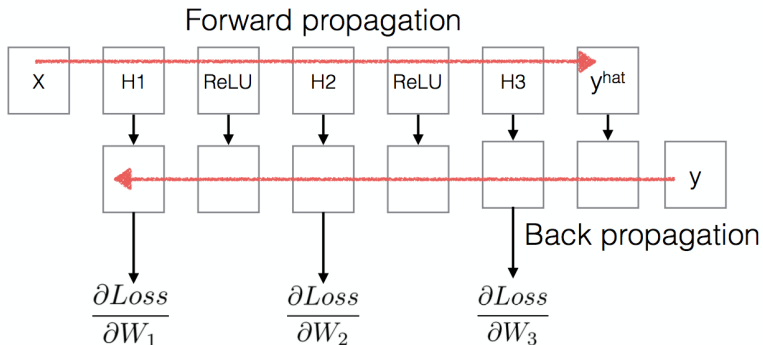 Forward propagation
X H1 ReLU H2 ReLU H3 y^hat
y
Back propagation
∂Loss/∂W₁ ∂Loss/∂W₂ ∂Loss/∂W₃